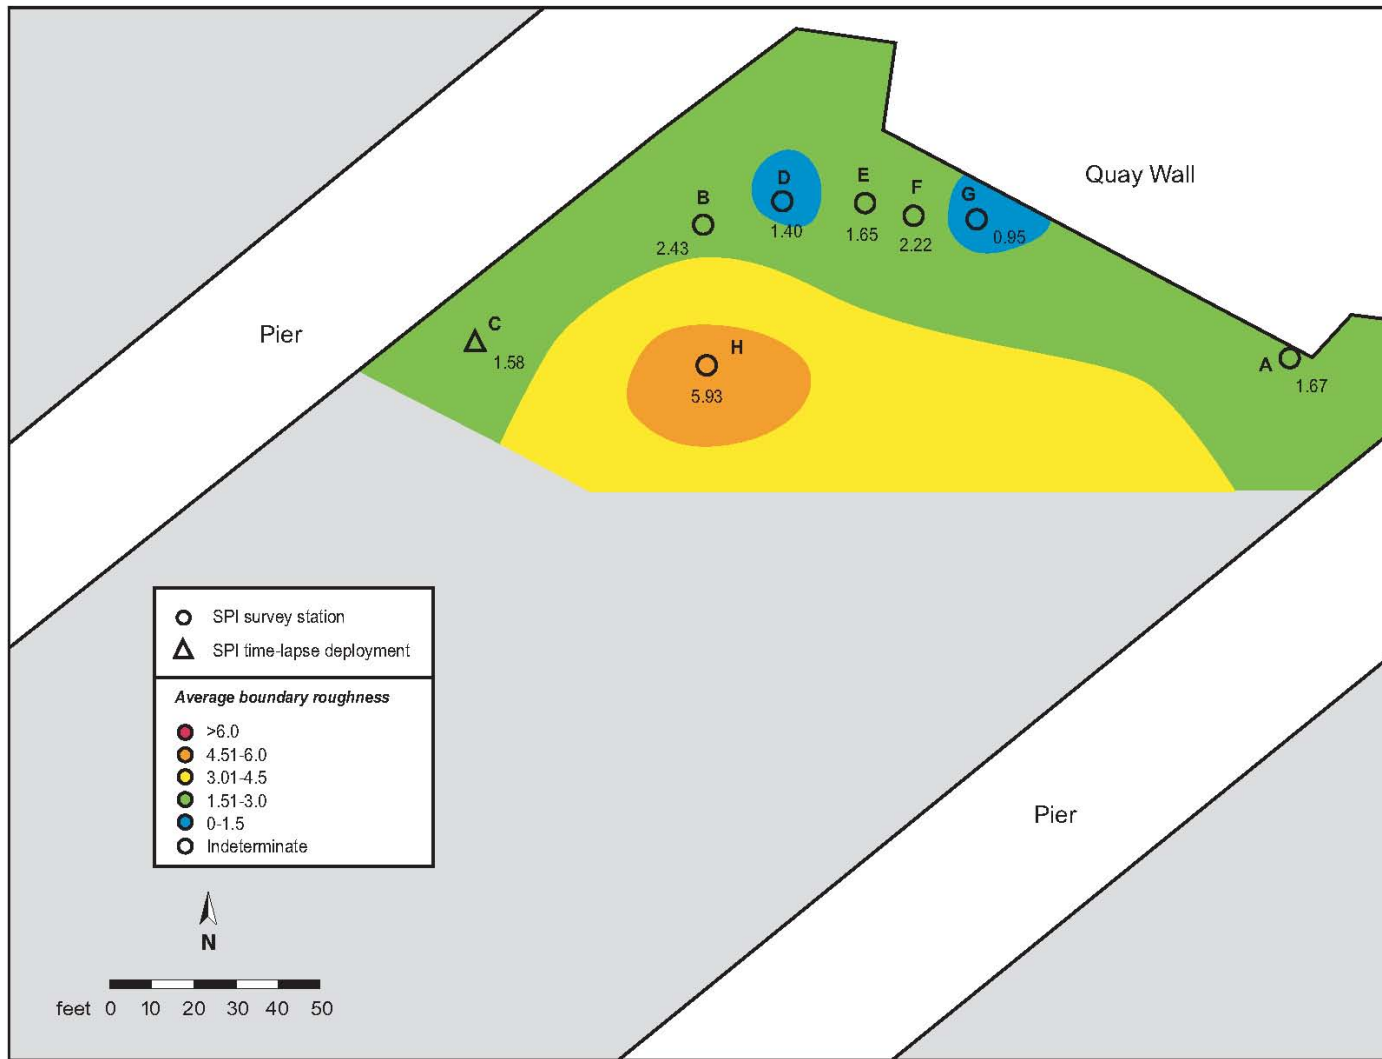 Quay Wall
D
E
B
F
G
1.40
1.65
2.22
0.95
2.43
Pier
C
1.58
H
5.93
A
1.67
SPI survey station
SPI time-lapse deployment
Average boundary roughness
>6.0
4.51-6.0
3.01-4.5
1.51-3.0
0-1.5
Indeterminate
Pier
N
feet 0 10 20 30 40 50